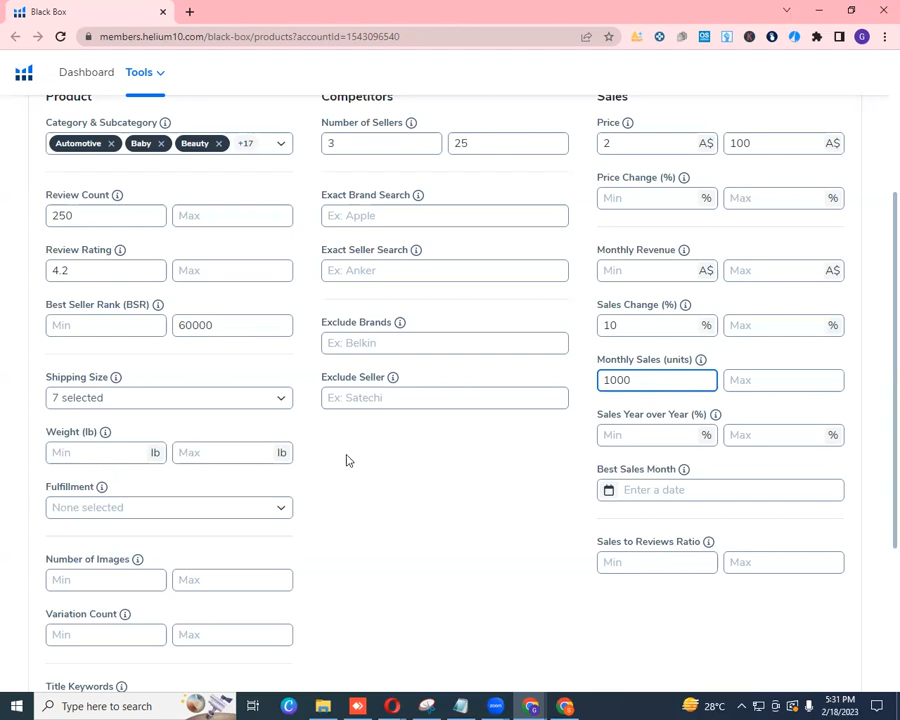 Black Box
members.helium10.com/black-box/products?accountId=1543096540
G
Dashboard
Tools
Product
Category & Subcategory
Automotive
Baby
Beauty
+17
Review Count
250
Max
Review Rating
4.2
Max
Best Seller Rank (BSR)
Min
60000
Shipping Size
7 selected
Weight (lb)
Min
lb
Max
lb
Fulfillment
None selected
Number of Images
Min
Max
Variation Count
Min
Max
Title Keywords
Competitors
Number of Sellers
3
25
Exact Brand Search
Ex: Apple
Exact Seller Search
Ex: Anker
Exclude Brands
Ex: Belkin
Exclude Seller
Ex: Satechi
Sales
Price
2
A$
100
A$
Price Change (%)
Min
%
Max
%
Monthly Revenue
Min
A$
Max
A$
Sales Change (%)
10
%
Max
%
Monthly Sales (units)
1000
Max
Sales Year over Year (%)
Min
%
Max
%
Best Sales Month
Enter a date
Sales to Reviews Ratio
Min
Max
Type here to search
28°C
5:31 PM
2/18/2023